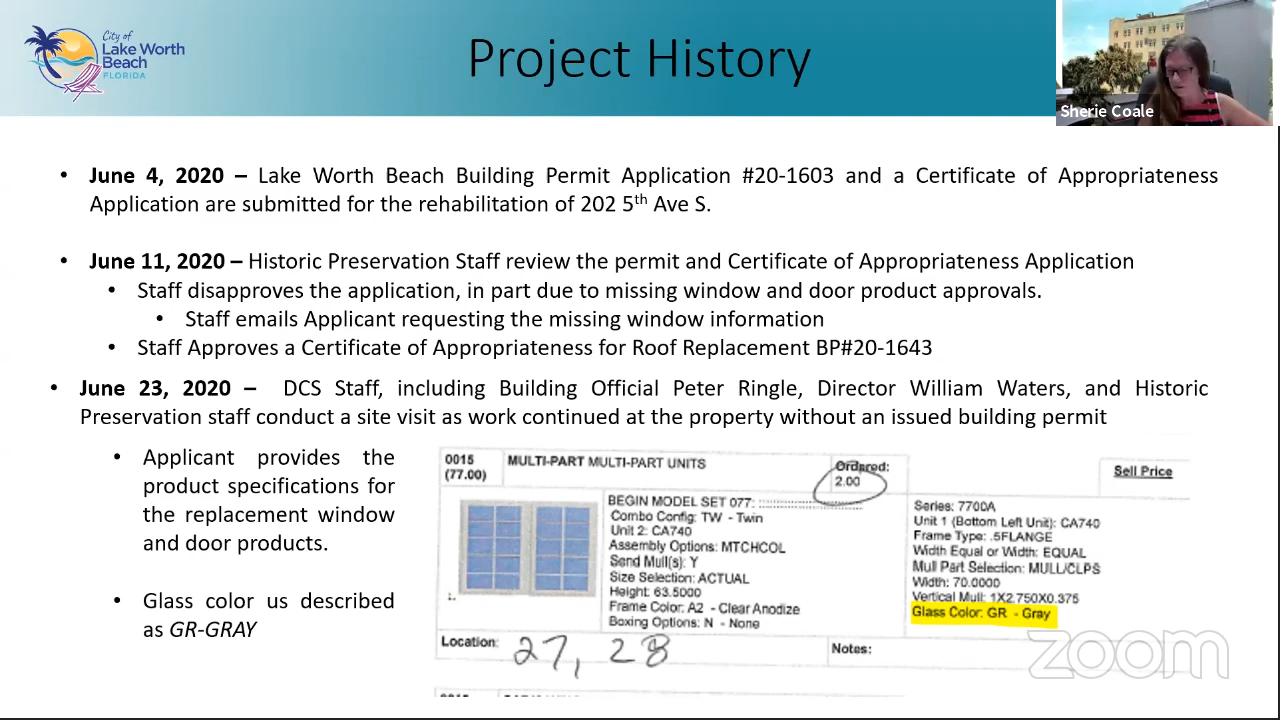 City of
Lake Worth
Beach
FLORIDA
Project History
Sherie Coale
• June 4, 2020 – Lake Worth Beach Building Permit Application #20-1603 and a Certificate of Appropriateness
Application are submitted for the rehabilitation of 202 5th Ave S.
• June 11, 2020 – Historic Preservation Staff review the permit and Certificate of Appropriateness Application
• Staff disapproves the application, in part due to missing window and door product approvals.
• Staff emails Applicant requesting the missing window information
• Staff Approves a Certificate of Appropriateness for Roof Replacement BP#20-1643
• June 23, 2020 – DCS Staff, including Building Official Peter Ringle, Director William Waters, and Historic
Preservation staff conduct a site visit as work continued at the property without an issued building permit
• Applicant provides the
product specifications for
the replacement window
and door products.
• Glass color us described
as GR-GRAY
0015
(77.00)
MULTI-PART MULTI-PART UNITS
Ordered:
2.00
Sell Price
BEGIN MODEL SET 077:
Combo Config: TW - Twin
Unit 2: CA740
Assembly Options: MTCHCOL
Send Mull(s): Y
Size Selection: ACTUAL
Height: 63.5000
Frame Color: A2 - Clear Anodize
Boxing Options: N - None
Series: 7700A
Unit 1 (Bottom Left Unit): CA740
Frame Type: .5FLANGE
Width Equal or Width: EQUAL
Mull Part Selection: MULL/CLPS
Width: 70.0000
Vertical Mull: 1X2.750X0.375
Glass Color: GR - Gray
Location: 27, 28
Notes:
zoom